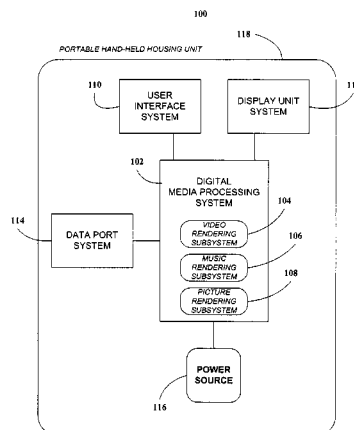 100
118
PORTABLE HAND-HELD HOUSING UNIT
110
USER
INTERFACE
SYSTEM
DISPLAY UNIT
SYSTEM
102
DIGITAL
MEDIA PROCESSING
SYSTEM
114
DATA PORT
SYSTEM
VIDEO
RENDERING
SUBSYSTEM
104
MUSIC
RENDERING
SUBSYSTEM
106
PICTURE
RENDERING
SUBSYSTEM
108
POWER
SOURCE
116